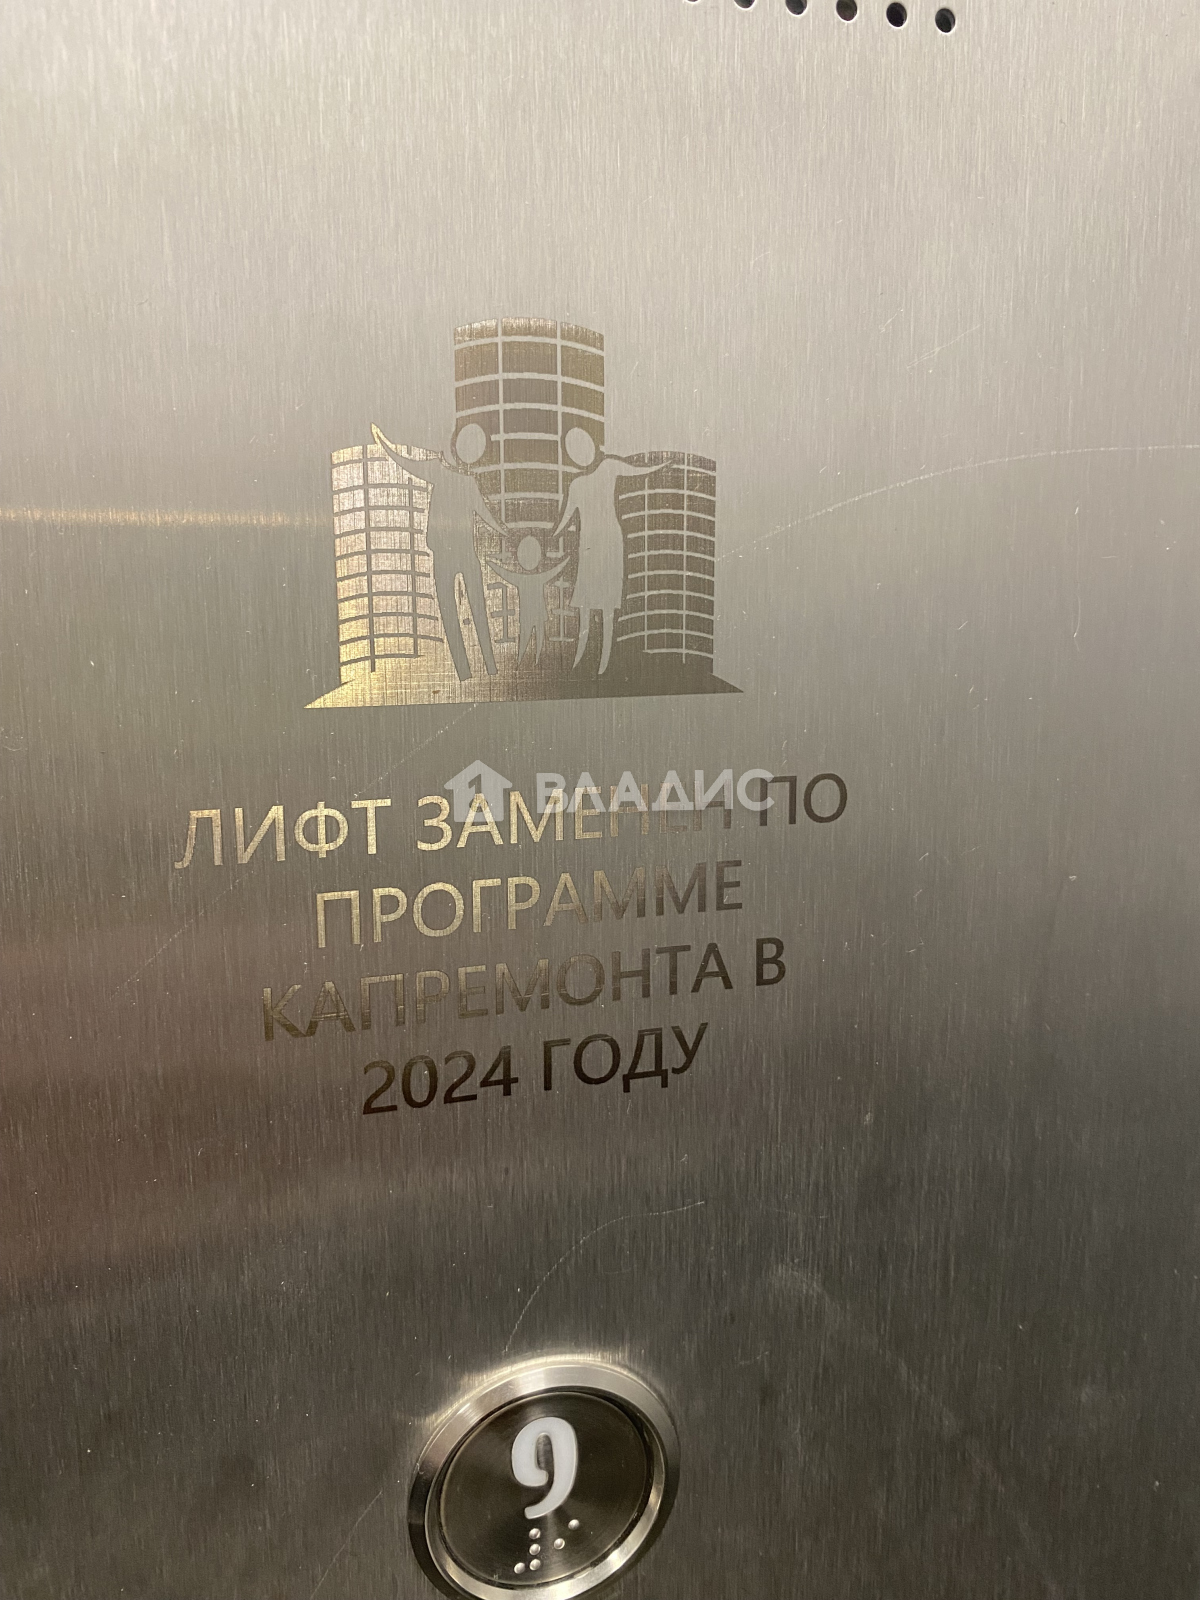 ЛИФТ ЗАМЕНЕН ПО
ВЛАДИС
ПРОГРАММЕ
КАПРЕМОНТА В
2024 ГОДУ
9